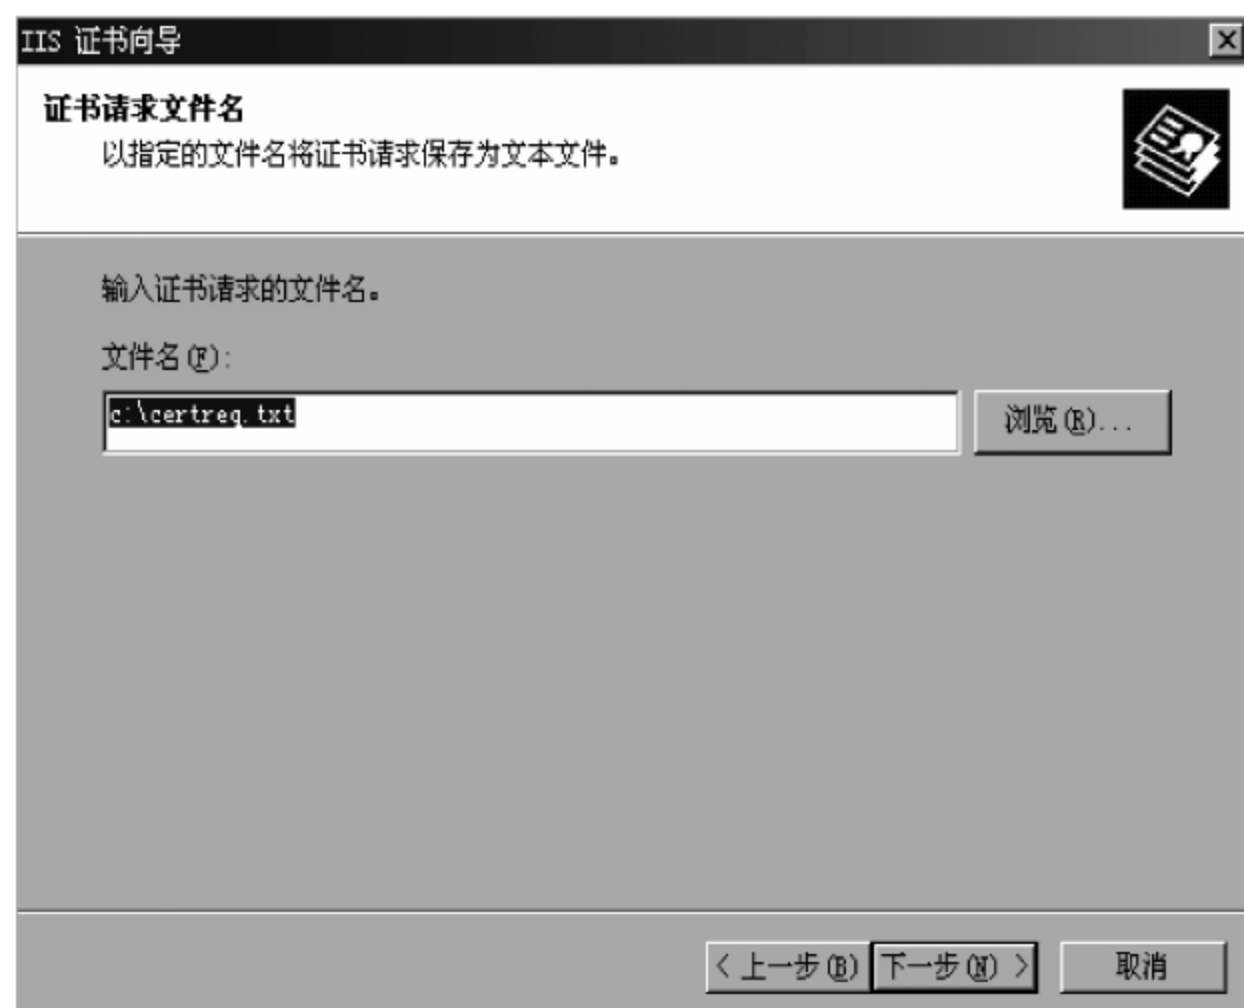 IIS 证书向导
证书请求文件名
以指定的文件名将证书请求保存为文本文件。
输入证书请求的文件名。
文件名(F):
c:\certreq.txt
浏览(R)...
< 上一步(B)
下一步(N) >
取消